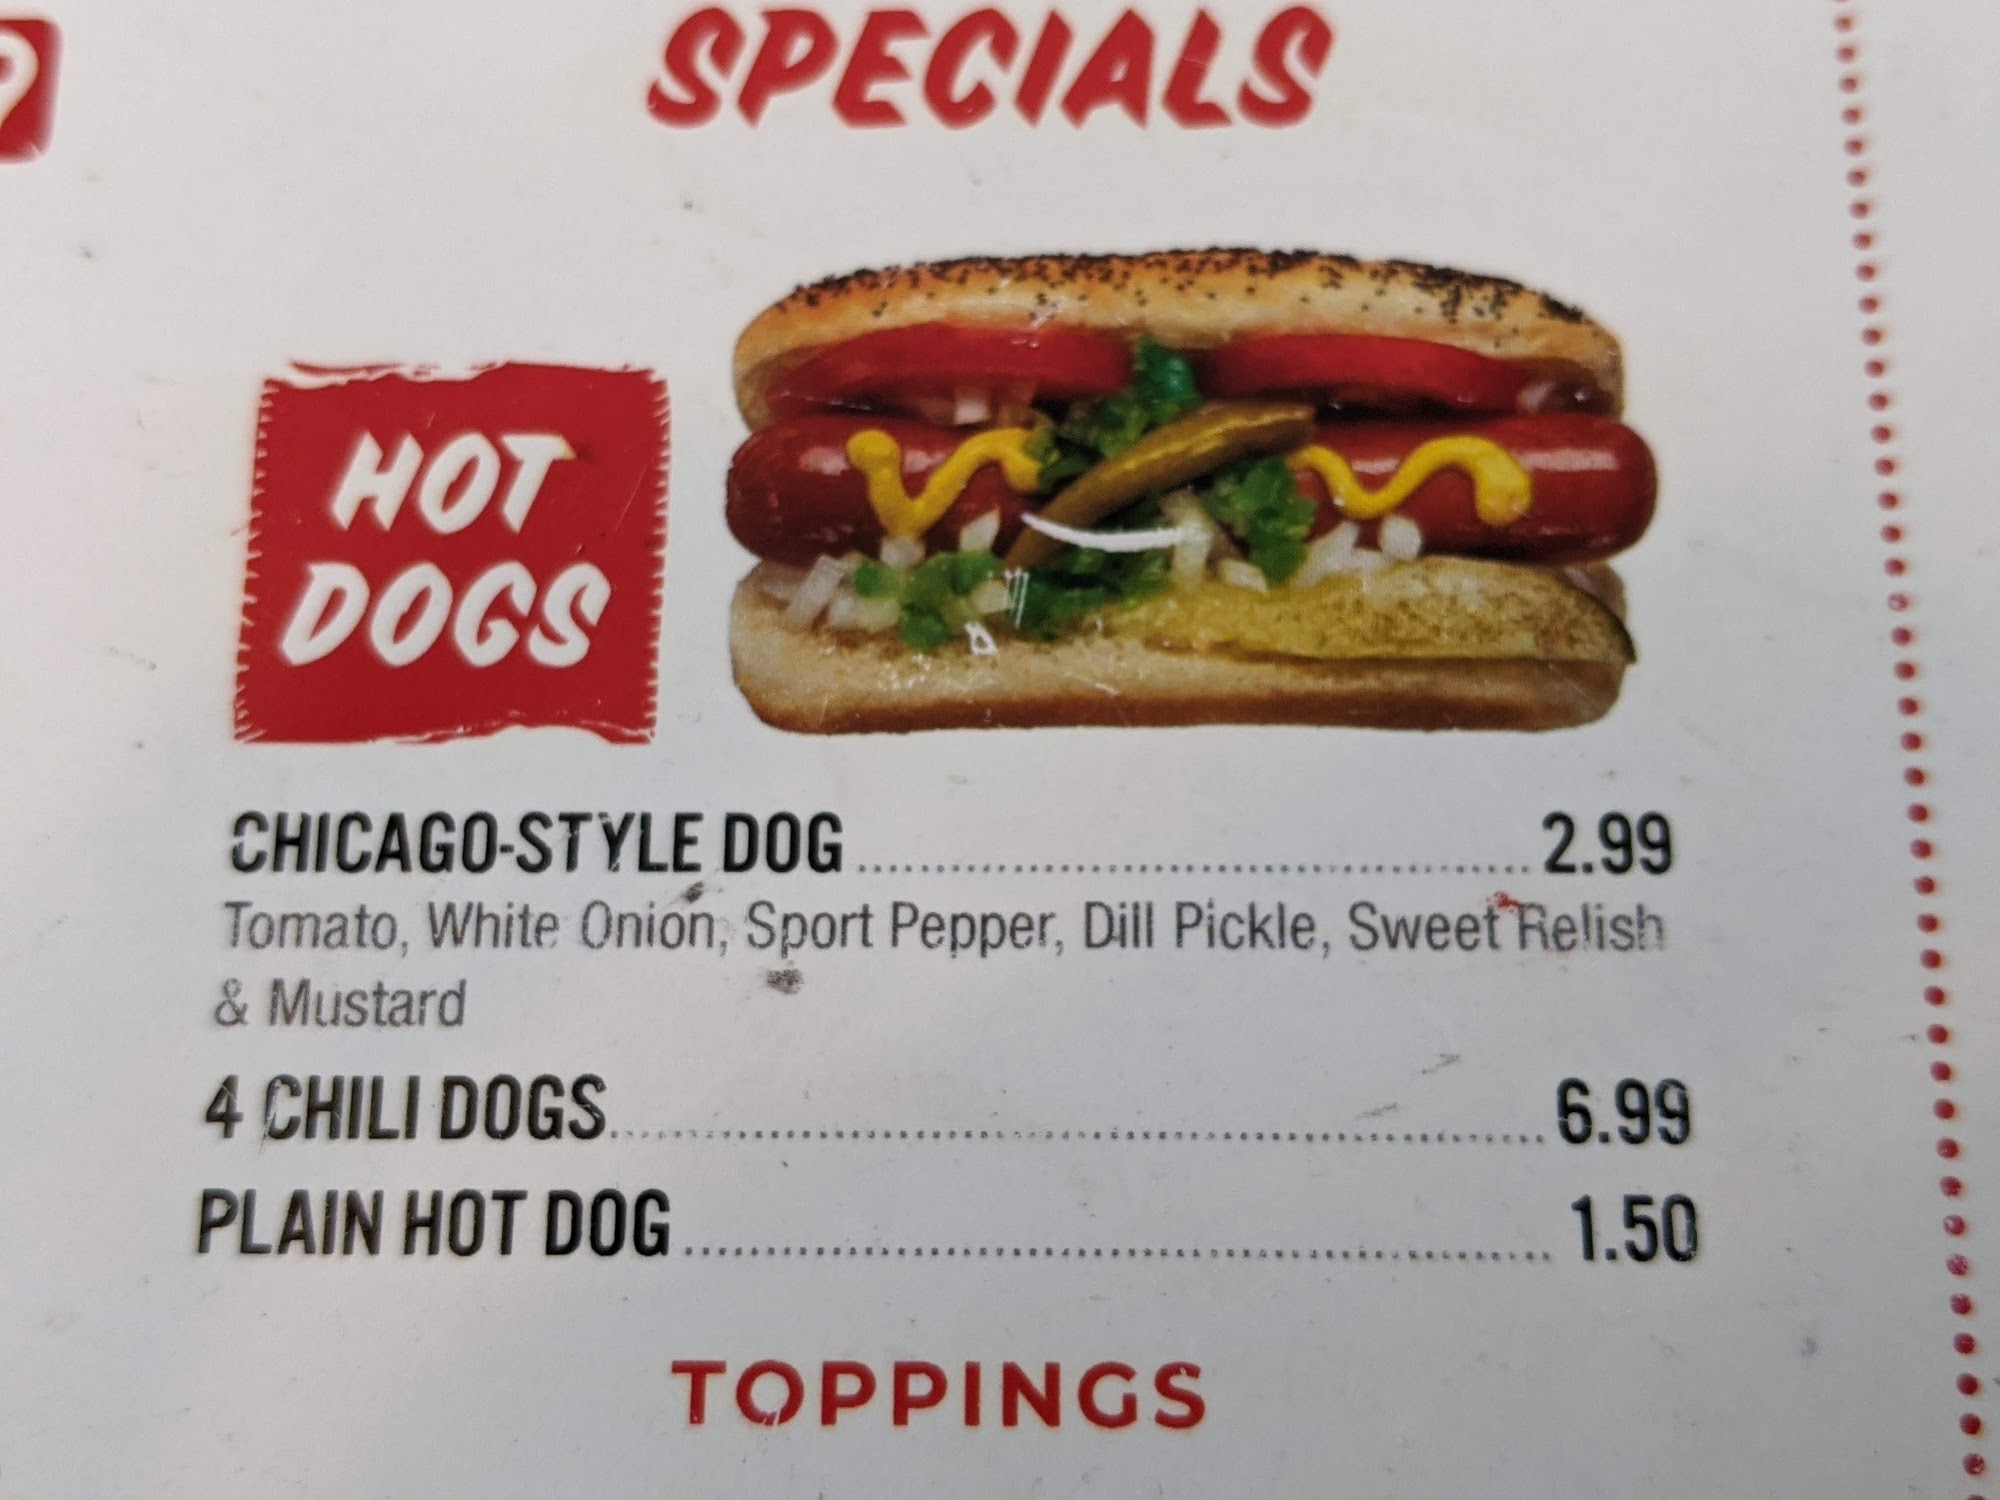 SPECIALS
HOT
DOGS
CHICAGO-STYLE DOG 2.99
Tomato, White Onion, Sport Pepper, Dill Pickle, Sweet Relish
& Mustard
4 CHILI DOGS 6.99
PLAIN HOT DOG 1.50
TOPPINGS